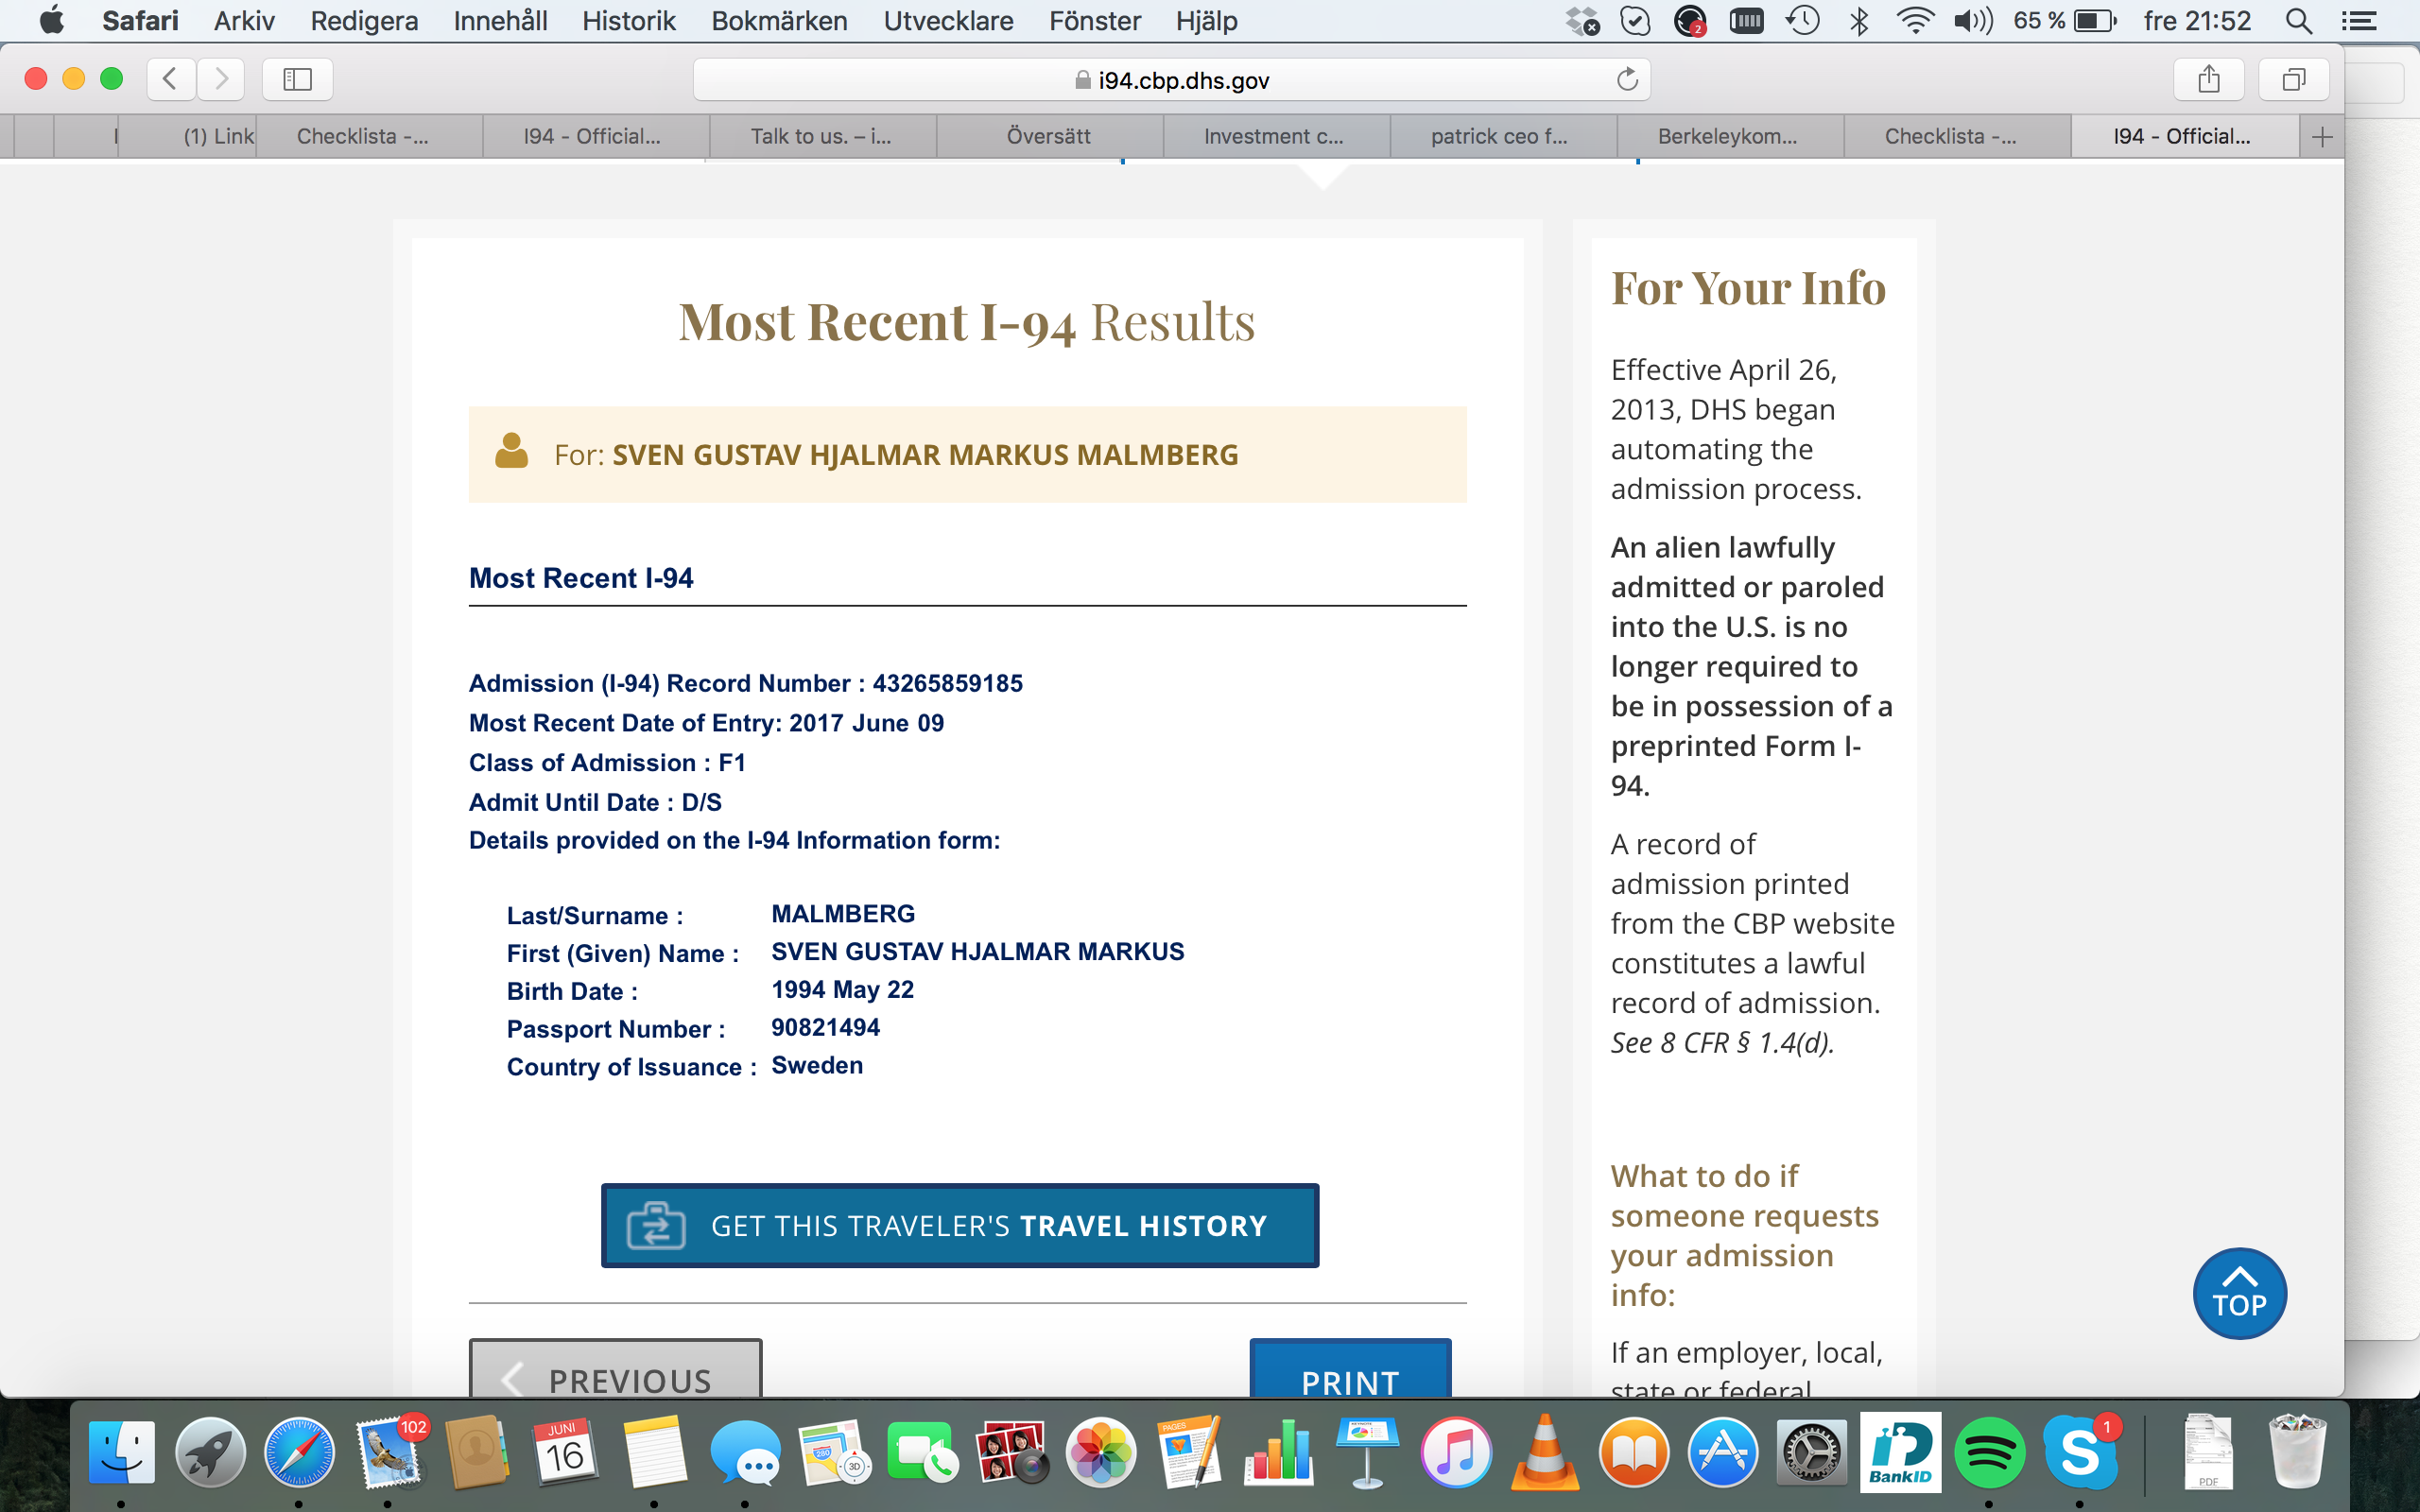 Safari Arkiv Redigera Innehåll Historik Bokmärken Utvecklare Fönster Hjälp 2 65 % fre 21:52
i94.cbp.dhs.gov
(1) Link Checklista -... I94 - Official... Talk to us. – i... Översätt Investment c... patrick ceo f... Berkeleykom... Checklista -... I94 - Official...
Most Recent I-94 Results
For: SVEN GUSTAV HJALMAR MARKUS MALMBERG
Most Recent I-94
Admission (I-94) Record Number : 43265859185
Most Recent Date of Entry: 2017 June 09
Class of Admission : F1
Admit Until Date : D/S
Details provided on the I-94 Information form:
Last/Surname : MALMBERG
First (Given) Name : SVEN GUSTAV HJALMAR MARKUS
Birth Date : 1994 May 22
Passport Number : 90821494
Country of Issuance : Sweden
GET THIS TRAVELER'S TRAVEL HISTORY
PREVIOUS
PRINT
For Your Info
Effective April 26,
2013, DHS began
automating the
admission process.
An alien lawfully
admitted or paroled
into the U.S. is no
longer required to
be in possession of a
preprinted Form I-
94.
A record of
admission printed
from the CBP website
constitutes a lawful
record of admission.
See 8 CFR § 1.4(d).
What to do if
someone requests
your admission
info:
If an employer, local,
state or federal
TOP
102
JUNI
16
280
3D
PAGES
KEYNOTE
iD
BankID
S
1
PDF